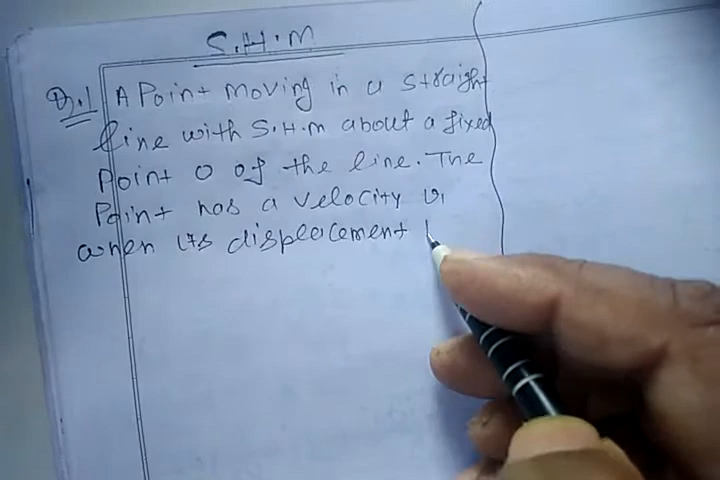 S.H.M
Q.1 A Point moving in a straight
line with S.H.M about a fixed
Point O of the line. The
Point has a velocity v1
when its displacement